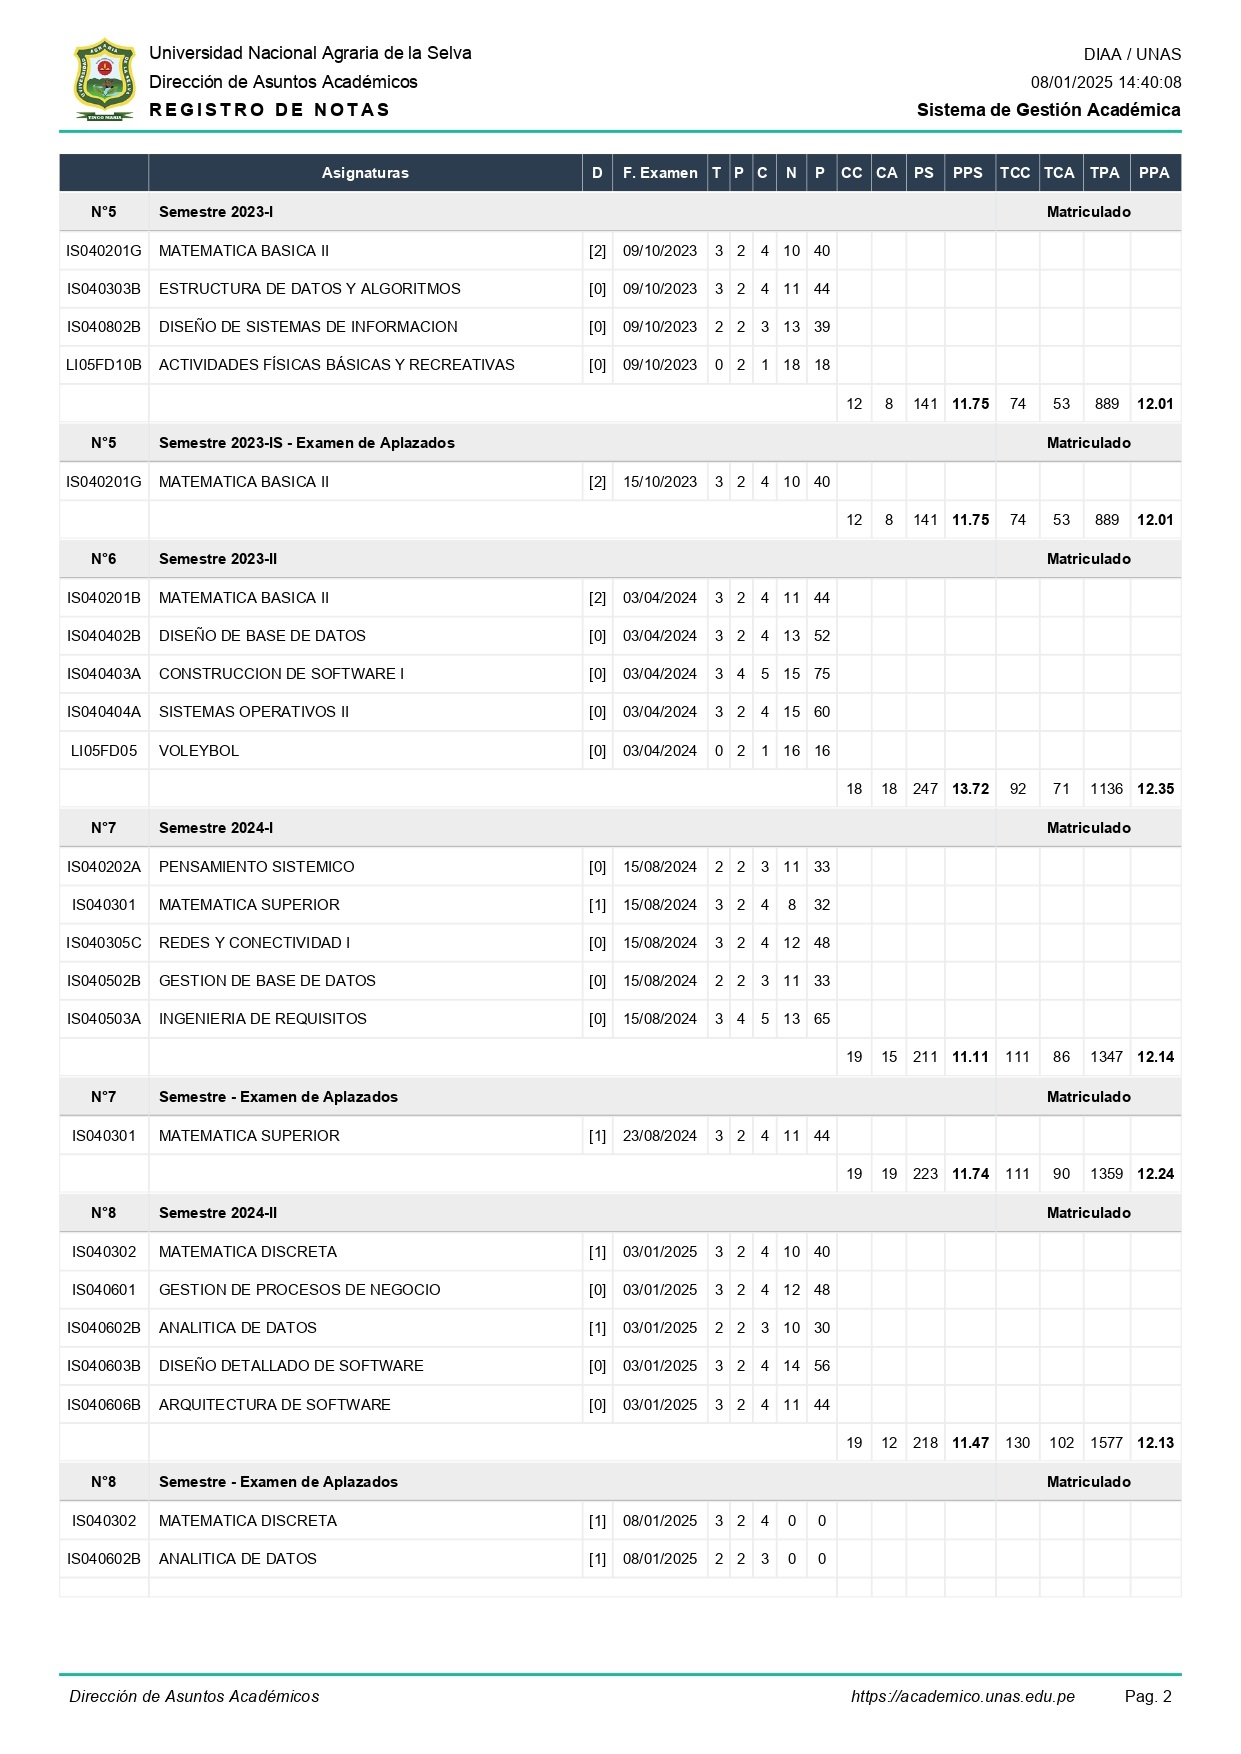 Universidad Nacional Agraria de la Selva
DIAA / UNAS
Dirección de Asuntos Académicos
08/01/2025 14:40:08
REGISTRO DE NOTAS
Sistema de Gestión Académica
Asignaturas D F. Examen T P C N P CC CA PS PPS TCC TCA TPA PPA
N°5 Semestre 2023-I Matriculado
IS040201G MATEMATICA BASICA II [2] 09/10/2023 3 2 4 10 40
IS040303B ESTRUCTURA DE DATOS Y ALGORITMOS [0] 09/10/2023 3 2 4 11 44
IS040802B DISEÑO DE SISTEMAS DE INFORMACION [0] 09/10/2023 2 2 3 13 39
LI05FD10B ACTIVIDADES FÍSICAS BÁSICAS Y RECREATIVAS [0] 09/10/2023 0 2 1 18 18
12 8 141 11.75 74 53 889 12.01
N°5 Semestre 2023-IS - Examen de Aplazados Matriculado
IS040201G MATEMATICA BASICA II [2] 15/10/2023 3 2 4 10 40
12 8 141 11.75 74 53 889 12.01
N°6 Semestre 2023-II Matriculado
IS040201B MATEMATICA BASICA II [2] 03/04/2024 3 2 4 11 44
IS040402B DISEÑO DE BASE DE DATOS [0] 03/04/2024 3 2 4 13 52
IS040403A CONSTRUCCION DE SOFTWARE I [0] 03/04/2024 3 4 5 15 75
IS040404A SISTEMAS OPERATIVOS II [0] 03/04/2024 3 2 4 15 60
LI05FD05 VOLEYBOL [0] 03/04/2024 0 2 1 16 16
18 18 247 13.72 92 71 1136 12.35
N°7 Semestre 2024-I Matriculado
IS040202A PENSAMIENTO SISTEMICO [0] 15/08/2024 2 2 3 11 33
IS040301 MATEMATICA SUPERIOR [1] 15/08/2024 3 2 4 8 32
IS040305C REDES Y CONECTIVIDAD I [0] 15/08/2024 3 2 4 12 48
IS040502B GESTION DE BASE DE DATOS [0] 15/08/2024 2 2 3 11 33
IS040503A INGENIERIA DE REQUISITOS [0] 15/08/2024 3 4 5 13 65
19 15 211 11.11 111 86 1347 12.14
N°7 Semestre - Examen de Aplazados Matriculado
IS040301 MATEMATICA SUPERIOR [1] 23/08/2024 3 2 4 11 44
19 19 223 11.74 111 90 1359 12.24
N°8 Semestre 2024-II Matriculado
IS040302 MATEMATICA DISCRETA [1] 03/01/2025 3 2 4 10 40
IS040601 GESTION DE PROCESOS DE NEGOCIO [0] 03/01/2025 3 2 4 12 48
IS040602B ANALITICA DE DATOS [1] 03/01/2025 2 2 3 10 30
IS040603B DISEÑO DETALLADO DE SOFTWARE [0] 03/01/2025 3 2 4 14 56
IS040606B ARQUITECTURA DE SOFTWARE [0] 03/01/2025 3 2 4 11 44
19 12 218 11.47 130 102 1577 12.13
N°8 Semestre - Examen de Aplazados Matriculado
IS040302 MATEMATICA DISCRETA [1] 08/01/2025 3 2 4 0 0
IS040602B ANALITICA DE DATOS [1] 08/01/2025 2 2 3 0 0
Dirección de Asuntos Académicos https://academico.unas.edu.pe Pag. 2